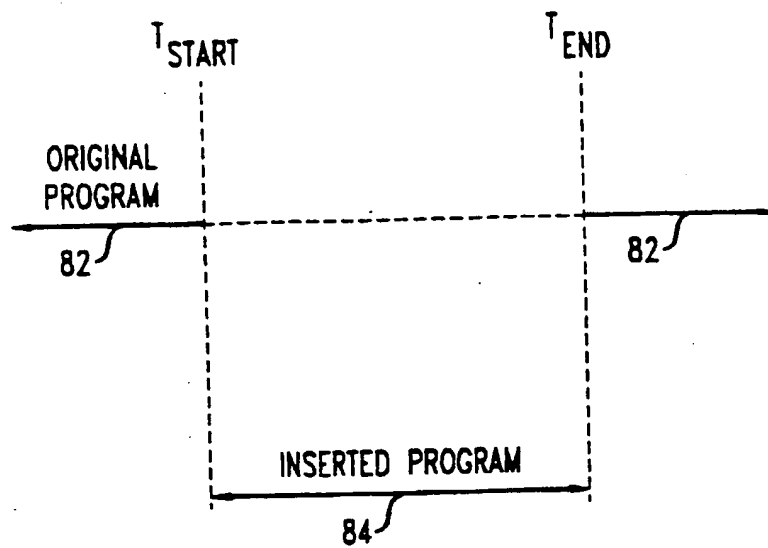 T START
T END
ORIGINAL
PROGRAM
82
82
INSERTED PROGRAM
84